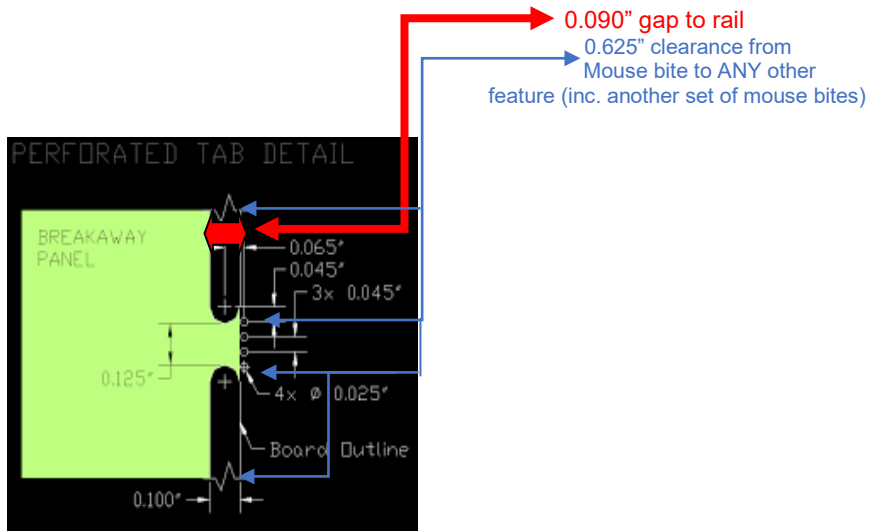 0.090” gap to rail
0.625” clearance from
Mouse bite to ANY other
feature (inc. another set of mouse bites)
PERFORATED TAB DETAIL
BREAKAWAY
PANEL
0.065"
0.045"
3x 0.045"
0.125"
4x ø 0.025"
Board Outline
0.100"